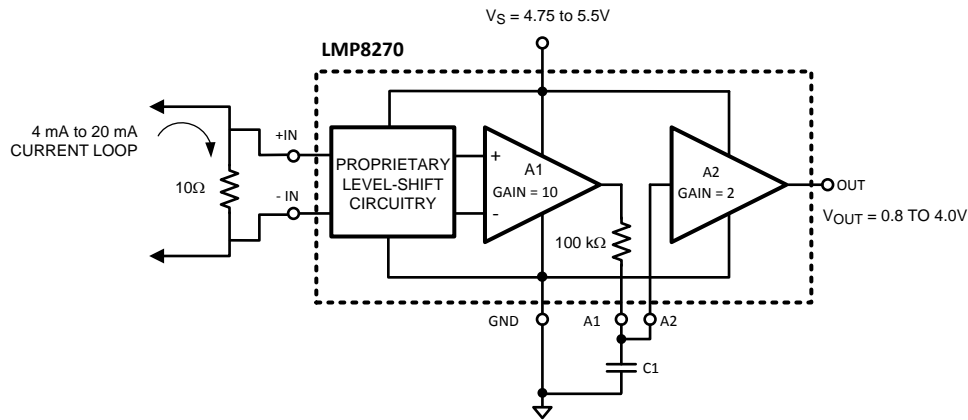 V_S = 4.75 to 5.5V
LMP8270
4 mA to 20 mA
CURRENT LOOP
10Ω
+IN
- IN
PROPRIETARY
LEVEL-SHIFT
CIRCUITRY
+
-
A1
GAIN = 10
100 kΩ
A2
GAIN = 2
OUT
V_OUT = 0.8 TO 4.0V
GND
A1
A2
C1